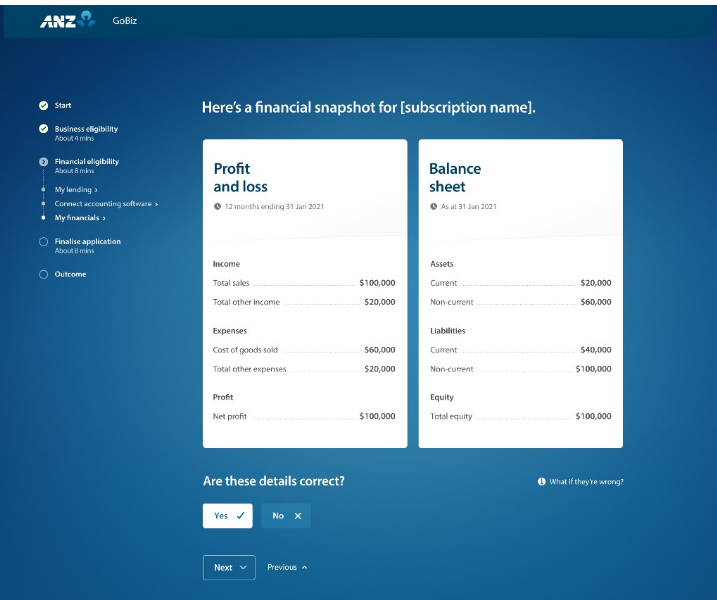 ANZ GoBiz
Start
Business eligibility
About 4 mins
Financial eligibility
About 8 mins
My lending ›
Connect accounting software ›
My financials ›
Finalise application
About 8 mins
Outcome
Here's a financial snapshot for [subscription name].
Profit
and loss
12 months ending 31 Jan 2021
Income
Total sales $100,000
Total other income $20,000
Expenses
Cost of goods sold $60,000
Total other expenses $20,000
Profit
Net profit $100,000
Balance
sheet
As at 31 Jan 2021
Assets
Current $20,000
Non-current $60,000
Liabilities
Current $40,000
Non-current $100,000
Equity
Total equity $100,000
Are these details correct?
What if they're wrong?
Yes No
Next Previous